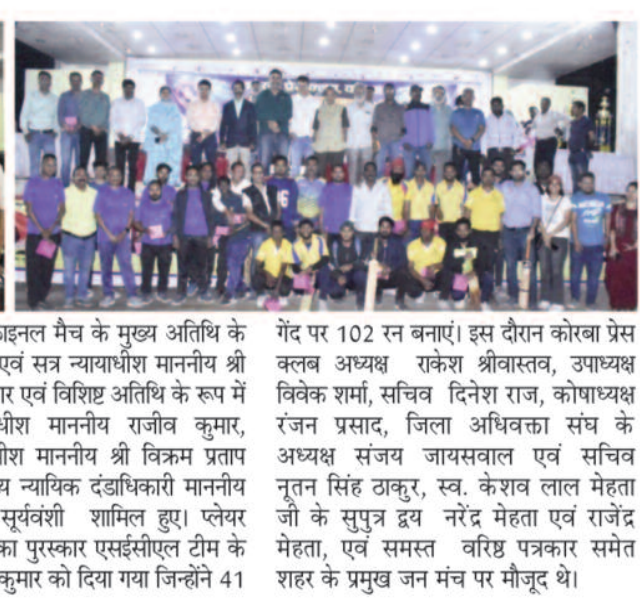 ाइनल मैच के मुख्य अतिथि के
एवं सत्र न्यायाधीश माननीय श्री
ार एवं विशिष्ट अतिथि के रूप में
धीश माननीय राजीव कुमार,
ीश माननीय श्री विक्रम प्रताप
य न्यायिक दंडाधिकारी माननीय
सूर्यवंशी शामिल हुए। प्लेयर
का पुरस्कार एसईसीएल टीम के
कुमार को दिया गया जिन्होंने 41
गेंद पर 102 रन बनाएं। इस दौरान कोरबा प्रेस
क्लब अध्यक्ष राकेश श्रीवास्तव, उपाध्यक्ष
विवेक शर्मा, सचिव दिनेश राज, कोषाध्यक्ष
रंजन प्रसाद, जिला अधिवक्ता संघ के
अध्यक्ष संजय जायसवाल एवं सचिव
नूतन सिंह ठाकुर, स्व. केशव लाल मेहता
जी के सुपुत्र द्वय नरेंद्र मेहता एवं राजेंद्र
मेहता, एवं समस्त वरिष्ठ पत्रकार समेत
शहर के प्रमुख जन मंच पर मौजूद थे।